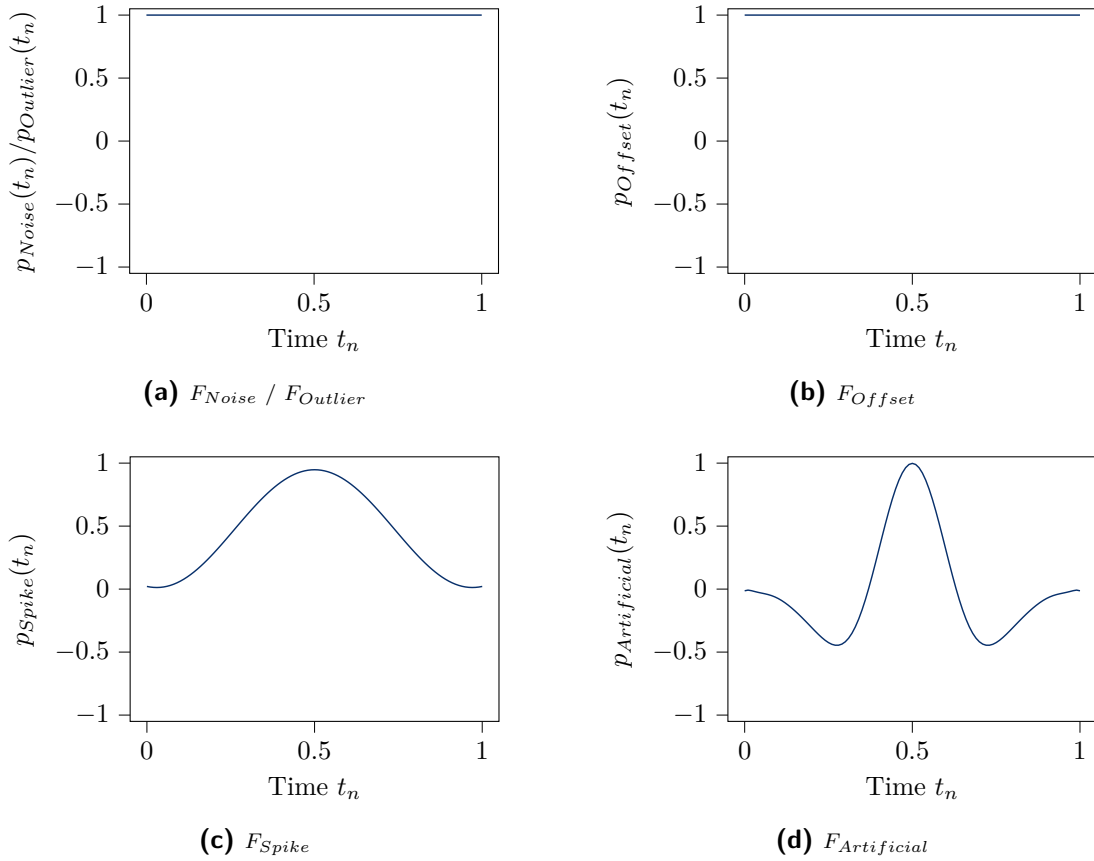 1
0.5
0
−0.5
−1
p_{Noise}(t_n)/p_{Outlier}(t_n)
0 0.5 1
Time t_n
(a) F_{Noise} / F_{Outlier}
1
0.5
0
−0.5
−1
p_{Offset}(t_n)
0 0.5 1
Time t_n
(b) F_{Offset}
1
0.5
0
−0.5
−1
p_{Spike}(t_n)
0 0.5 1
Time t_n
(c) F_{Spike}
1
0.5
0
−0.5
−1
p_{Artificial}(t_n)
0 0.5 1
Time t_n
(d) F_{Artificial}